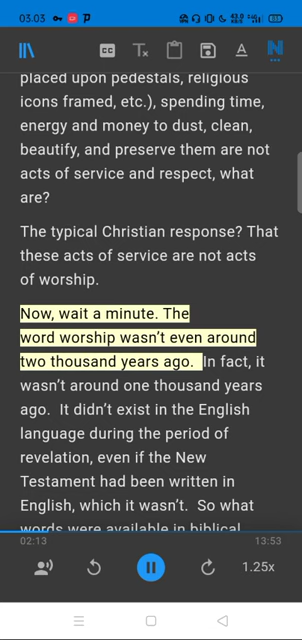 03.03
CC
A
N
placed upon pedestals, religious
icons framed, etc.), spending time,
energy and money to dust, clean,
beautify, and preserve them are not
acts of service and respect, what
are?
The typical Christian response? That
these acts of service are not acts
of worship.
Now, wait a minute. The
word worship wasn’t even around
two thousand years ago. In fact, it
wasn’t around one thousand years
ago. It didn’t exist in the English
language during the period of
revelation, even if the New
Testament had been written in
English, which it wasn’t. So what
words were available in biblical
02:13 13:53
1.25x